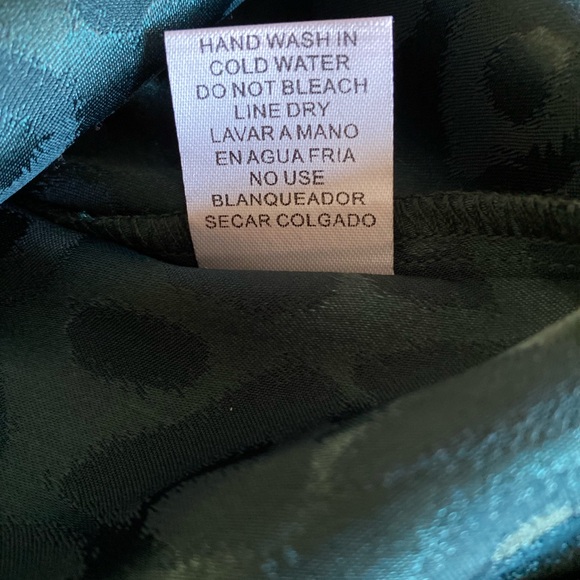 HAND WASH IN
COLD WATER
DO NOT BLEACH
LINE DRY
LAVAR A MANO
EN AGUA FRIA
NO USE
BLANQUEADOR
SECAR COLGADO